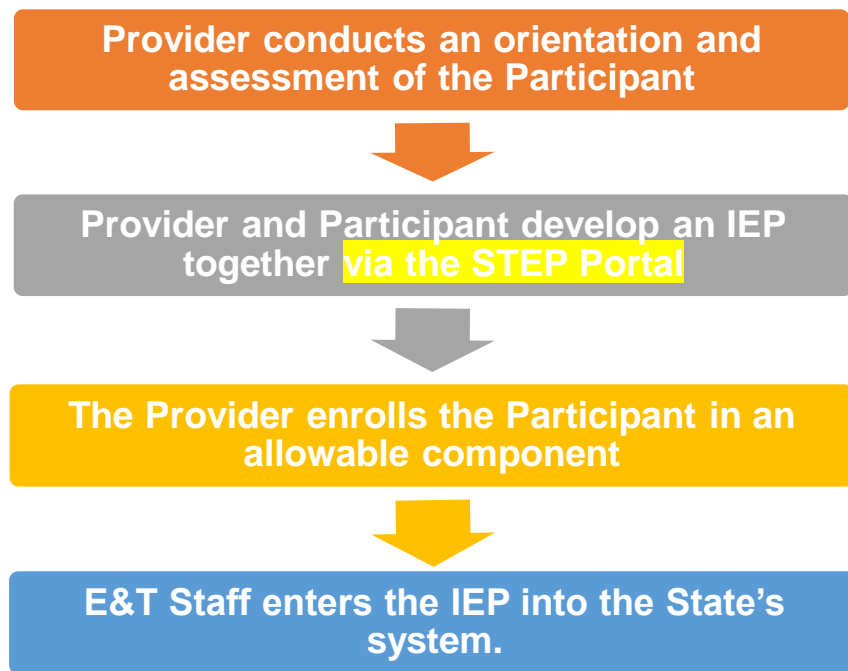 Provider conducts an orientation and
assessment of the Participant
Provider and Participant develop an IEP
together via the STEP Portal
The Provider enrolls the Participant in an
allowable component
E&T Staff enters the IEP into the State’s
system.